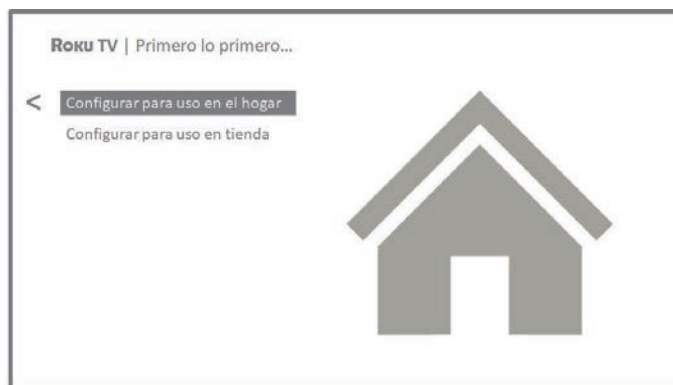 ROKU TV | Primero lo primero...
< Configurar para uso en el hogar
Configurar para uso en tienda